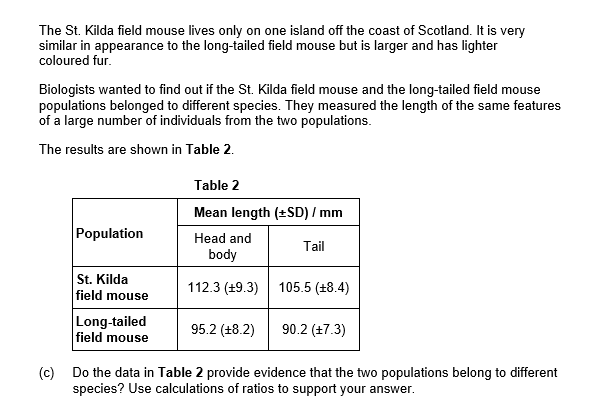 The St. Kilda field mouse lives only on one island off the coast of Scotland. It is very
similar in appearance to the long-tailed field mouse but is larger and has lighter
coloured fur.
Biologists wanted to find out if the St. Kilda field mouse and the long-tailed field mouse
populations belonged to different species. They measured the length of the same features
of a large number of individuals from the two populations.
The results are shown in Table 2.
Table 2
Population
Mean length (±SD) / mm
Head and
body
Tail
St. Kilda
field mouse
112.3 (±9.3)
105.5 (±8.4)
Long-tailed
field mouse
95.2 (±8.2)
90.2 (±7.3)
(c) Do the data in Table 2 provide evidence that the two populations belong to different
species? Use calculations of ratios to support your answer.